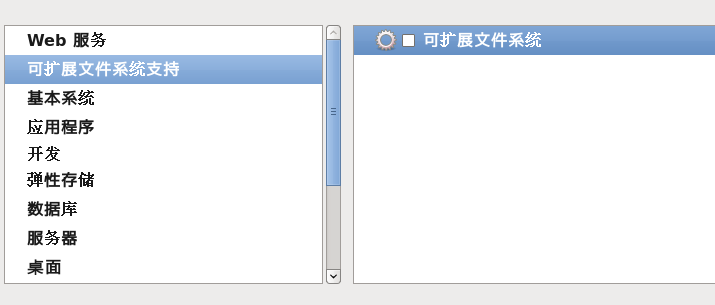 Web 服务
可扩展文件系统支持
基本系统
应用程序
开发
弹性存储
数据库
服务器
桌面
可扩展文件系统